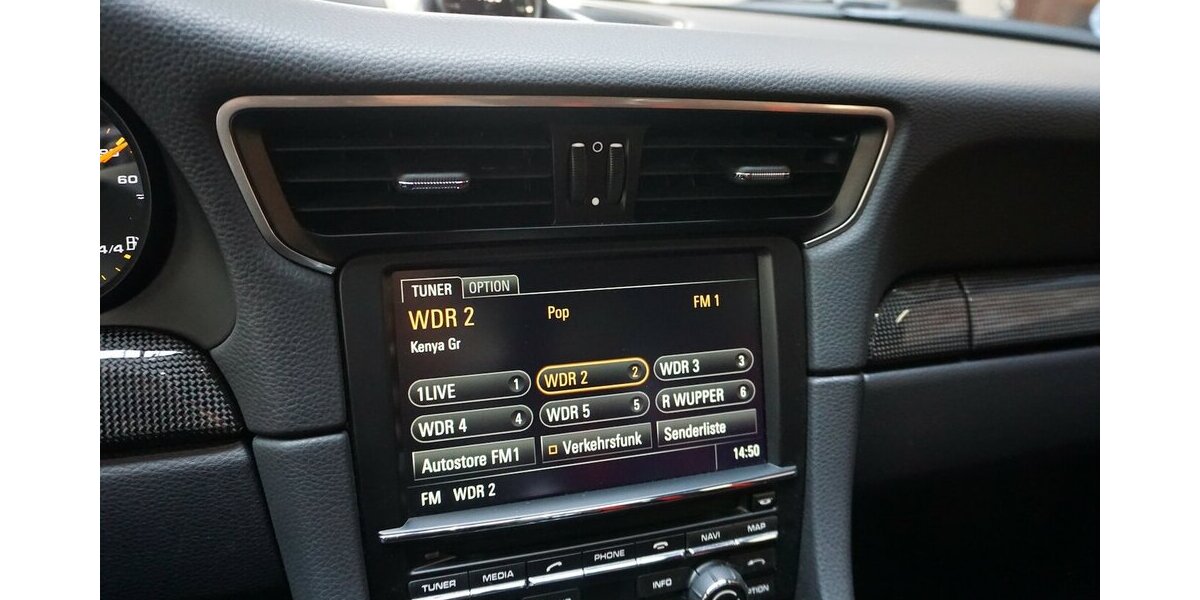 60
4/4
TUNER OPTION
WDR 2 Pop FM 1
Kenya Gr
1LIVE 1 WDR 2 2 WDR 3 3
WDR 4 4 WDR 5 5 R WUPPER 6
Autostore FM1 Verkehrsfunk Senderliste
14:50
FM WDR 2
TUNER MEDIA PHONE NAVI MAP
INFO